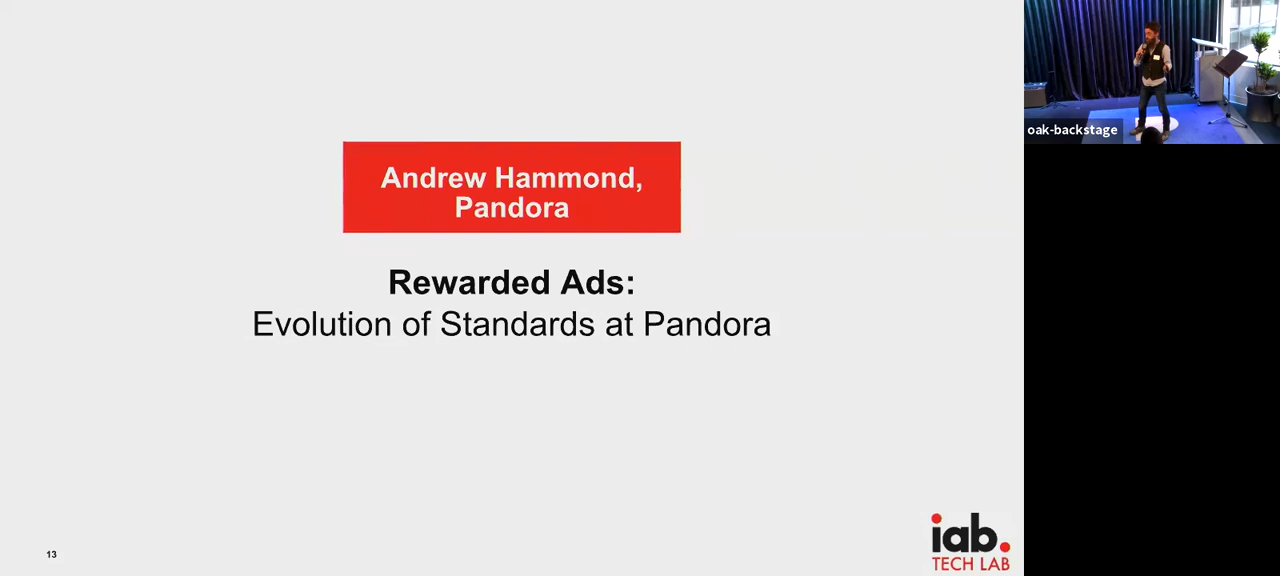 Andrew Hammond,
Pandora
Rewarded Ads:
Evolution of Standards at Pandora
13
iab.
TECH LAB
oak-backstage